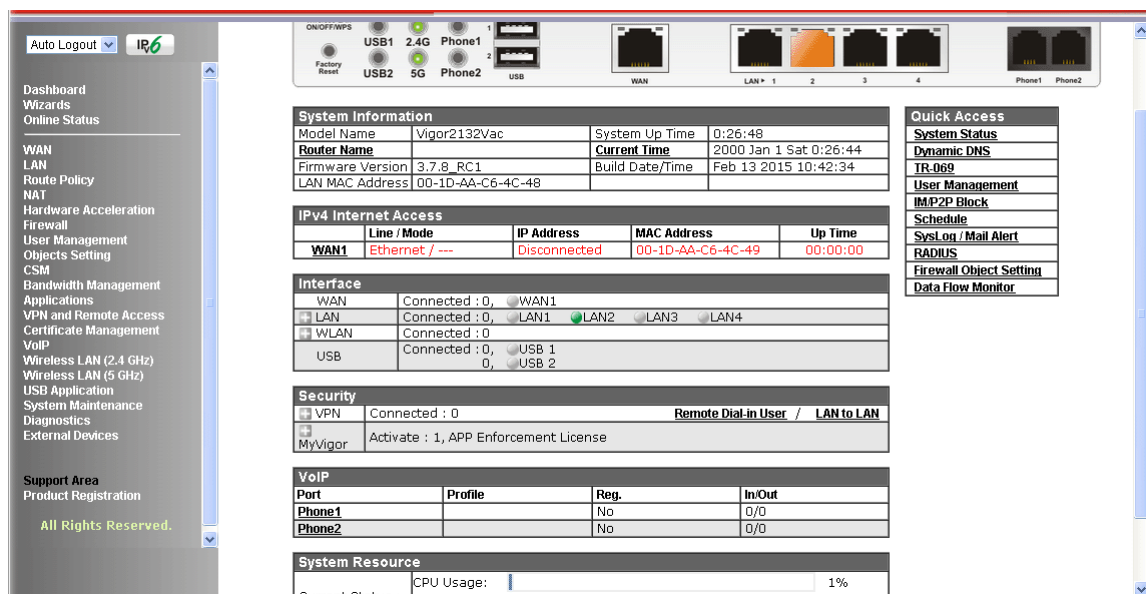 Auto Logout IPv6
Dashboard
Wizards
Online Status
WAN
LAN
Route Policy
NAT
Hardware Acceleration
Firewall
User Management
Objects Setting
CSM
Bandwidth Management
Applications
VPN and Remote Access
Certificate Management
VoIP
Wireless LAN (2.4 GHz)
Wireless LAN (5 GHz)
USB Application
System Maintenance
Diagnostics
External Devices
Support Area
Product Registration
All Rights Reserved.
ON/OFF/WPS
USB1 2.4G Phone1 1
Factory Reset
USB2 5G Phone2 2 USB
WAN LAN 1 2 3 4 Phone1 Phone2
System Information
Model Name Vigor2132Vac System Up Time 0:26:48
Router Name Current Time 2000 Jan 1 Sat 0:26:44
Firmware Version 3.7.8_RC1 Build Date/Time Feb 13 2015 10:42:34
LAN MAC Address 00-1D-AA-C6-4C-48
IPv4 Internet Access
Line / Mode IP Address MAC Address Up Time
WAN1 Ethernet / --- Disconnected 00-1D-AA-C6-4C-49 00:00:00
Interface
WAN Connected : 0, WAN1
LAN Connected : 0, LAN1 LAN2 LAN3 LAN4
WLAN Connected : 0
USB Connected : 0, USB 1
0, USB 2
Security
VPN Connected : 0 Remote Dial-in User / LAN to LAN
MyVigor Activate : 1, APP Enforcement License
VoIP
Port Profile Reg. In/Out
Phone1 No 0/0
Phone2 No 0/0
System Resource
CPU Usage: 1%
Quick Access
System Status
Dynamic DNS
TR-069
User Management
IM/P2P Block
Schedule
SysLog / Mail Alert
RADIUS
Firewall Object Setting
Data Flow Monitor